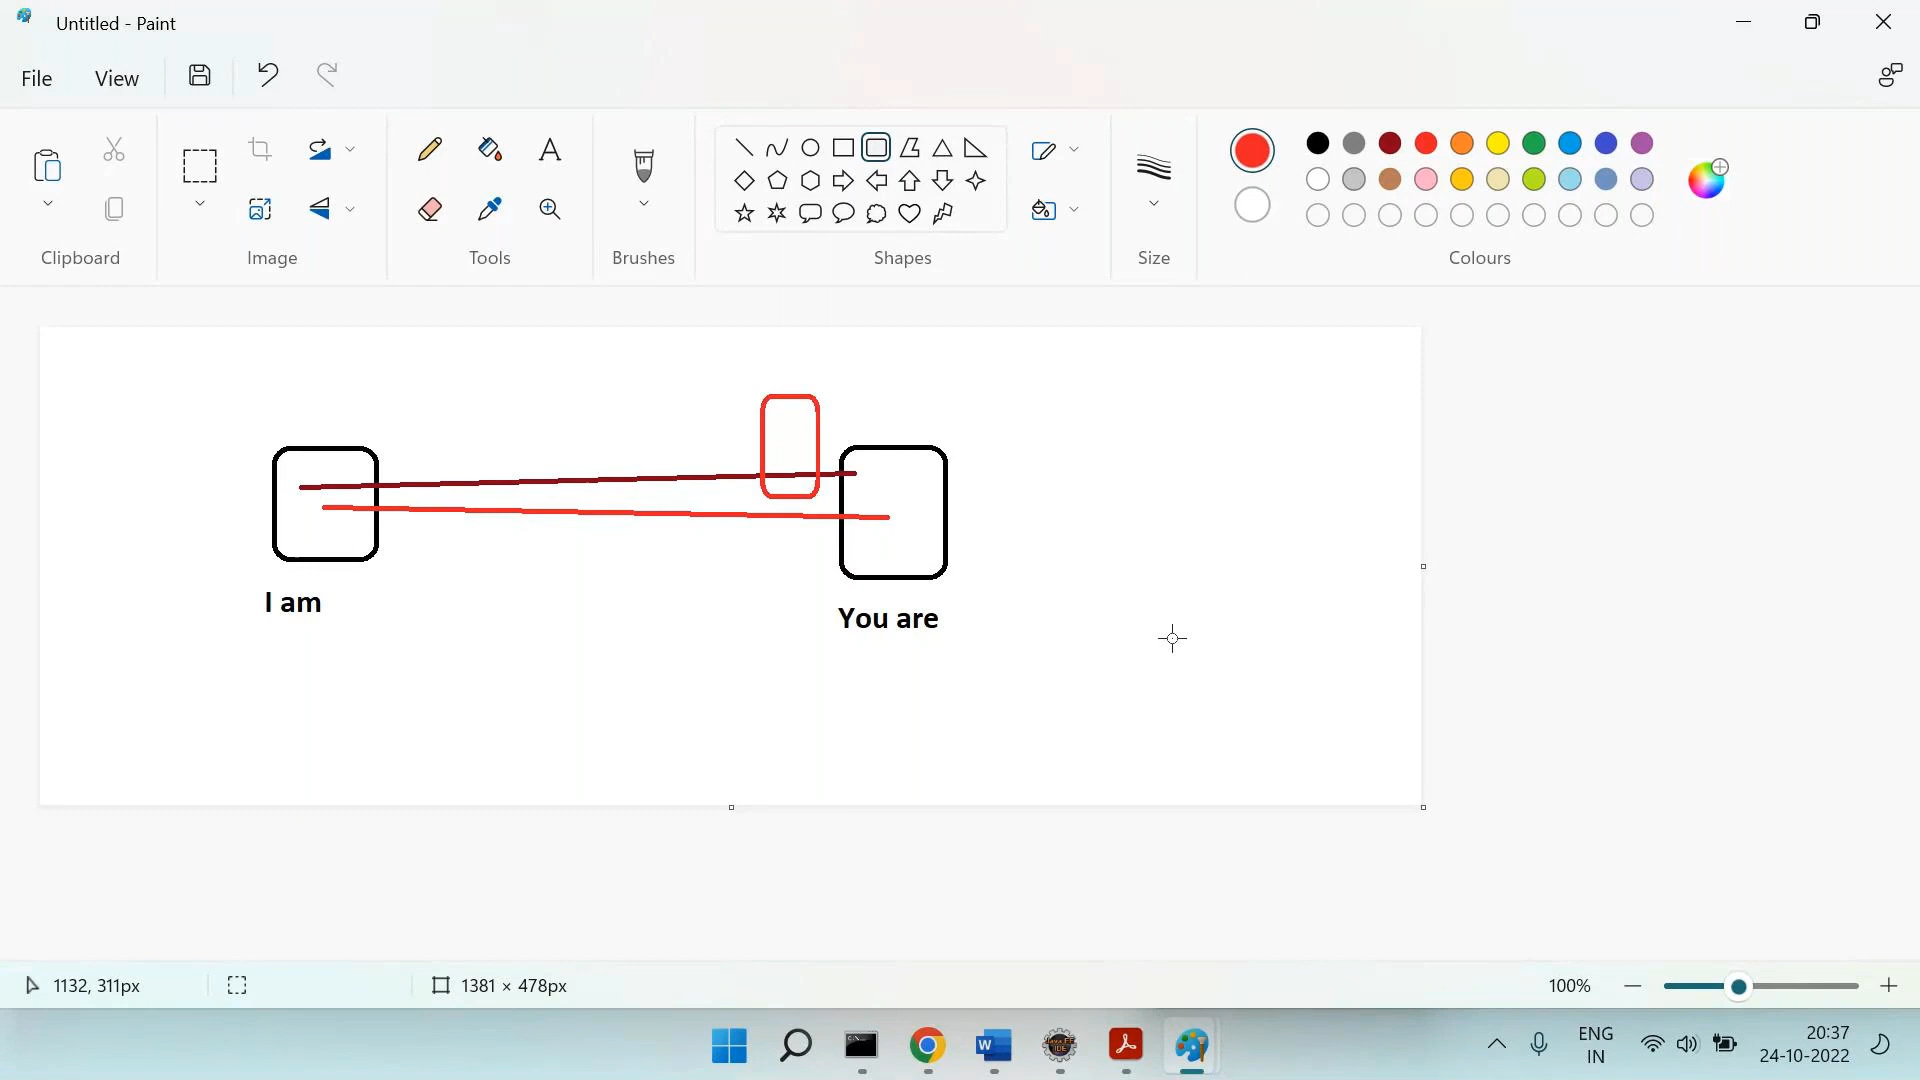 Untitled - Paint
File View
Clipboard
Image
Tools
Brushes
Shapes
Size
Colours
I am
You are
1132, 311px
1381 × 478px
100%
ENG
IN
20:37
24-10-2022